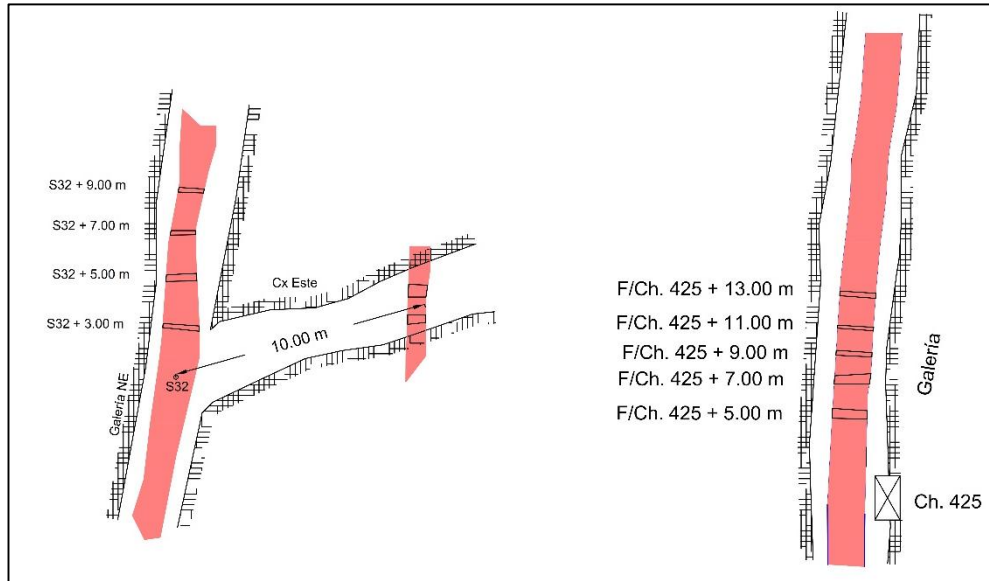 S32 + 9.00 m
S32 + 7.00 m
S32 + 5.00 m
S32 + 3.00 m
Galería NE
S32
Cx Este
10.00 m
F/Ch. 425 + 13.00 m
F/Ch. 425 + 11.00 m
F/Ch. 425 + 9.00 m
F/Ch. 425 + 7.00 m
F/Ch. 425 + 5.00 m
Galería
Ch. 425